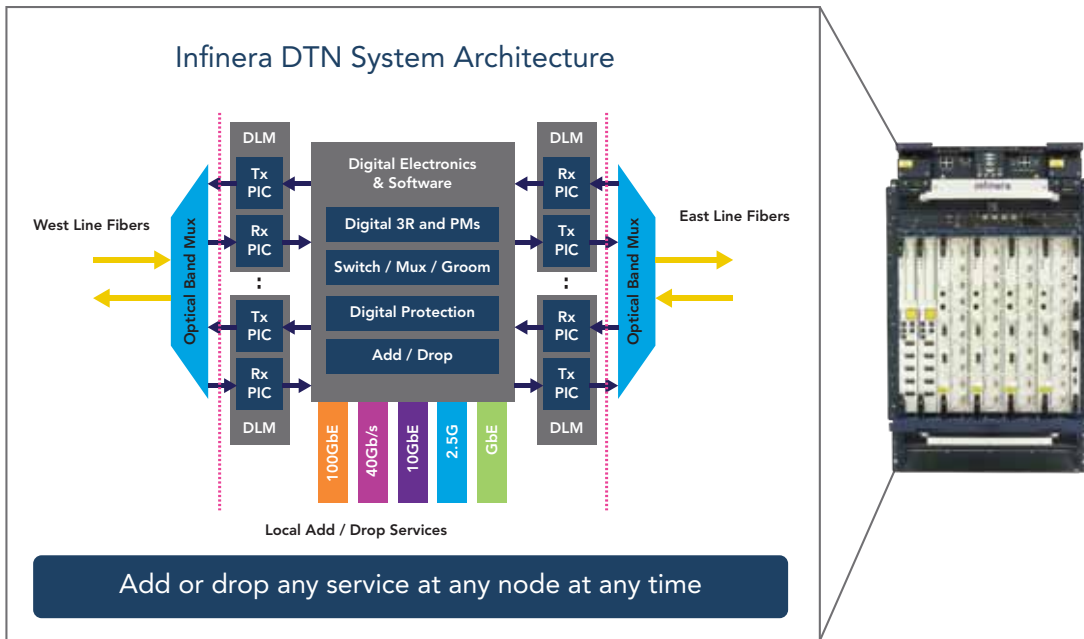 Infinera DTN System Architecture
DLM
DLM
Tx
PIC
Rx
PIC
Digital Electronics
& Software
Rx
PIC
Tx
PIC
West Line Fibers
Optical Band Mux
Digital 3R and PMs
Switch / Mux / Groom
Digital Protection
Add / Drop
Optical Band Mux
East Line Fibers
Tx
PIC
Rx
PIC
Rx
PIC
Tx
PIC
DLM
DLM
100GbE
40Gb/s
10GbE
2.5G
GbE
Local Add / Drop Services
Add or drop any service at any node at any time
infinera